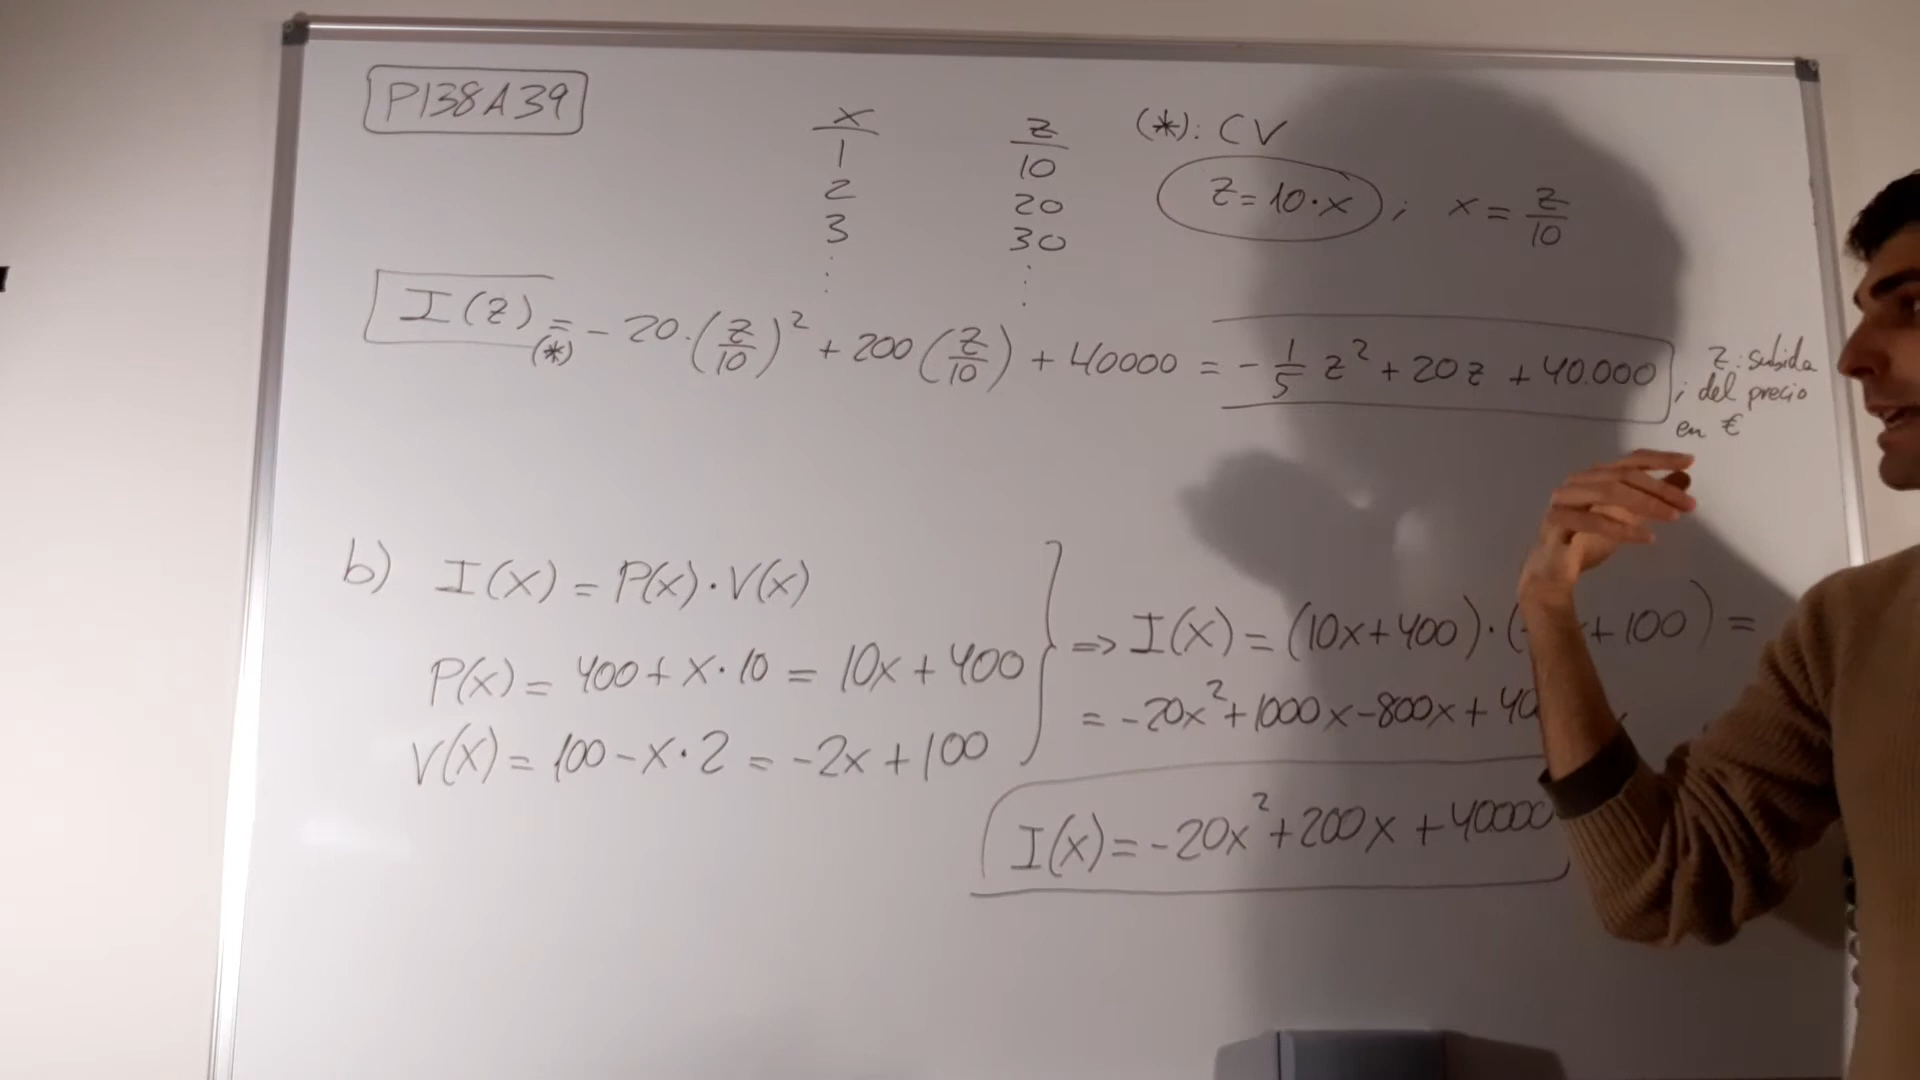 P138A39
x z (*): CV
1 10 z = 10·x ; x = z/10
2 20
3 30
⋮ ⋮
I(z) =(*) -20·(z/10)² + 200(z/10) + 40000 = -1/5 z² + 20z + 40.000 ; z: subida
del precio
en €
b) I(x) = P(x)·V(x)
P(x) = 400 + x·10 = 10x + 400
V(x) = 100 - x·2 = -2x + 100
=> I(x) = (10x+400)·( + 100) =
= -20x² + 1000x - 800x + 40
I(x) = -20x² + 200x + 40000